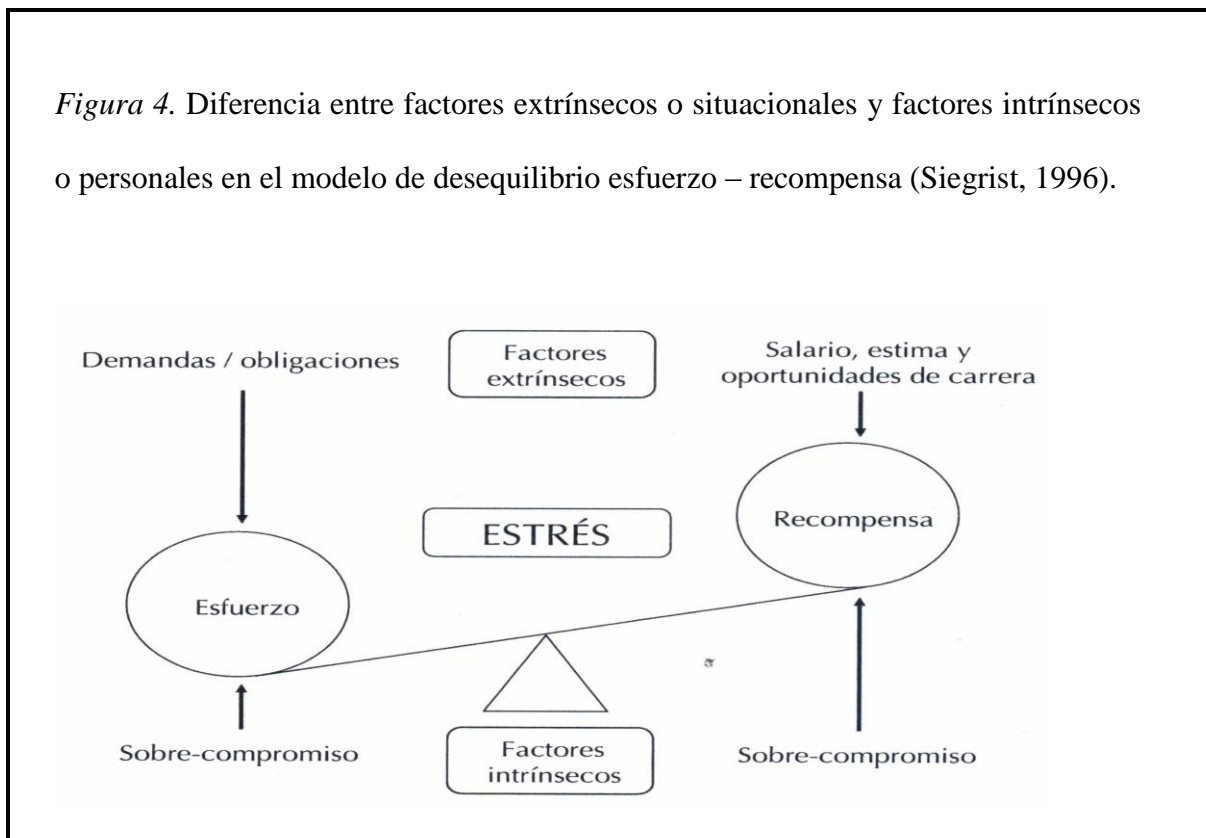 Figura 4. Diferencia entre factores extrínsecos o situacionales y factores intrínsecos
o personales en el modelo de desequilibrio esfuerzo – recompensa (Siegrist, 1996).
Demandas / obligaciones
Factores
extrínsecos
Salario, estima y
oportunidades de carrera
ESTRÉS
Recompensa
Esfuerzo
Sobre-compromiso
Factores
intrínsecos
Sobre-compromiso